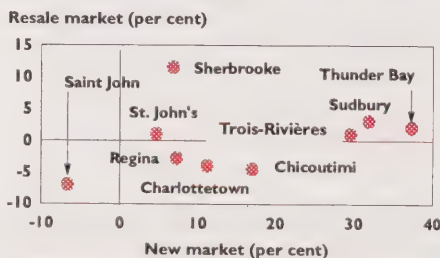 Resale market (per cent)
15
Saint John
Sherbrooke
Thunder Bay
10
Sudbury
St. John's
5
Trois-Rivières
0
Regina
Chicoutimi
-5
Charlottetown
-10
-10 0 10 20 30 40
New market (per cent)